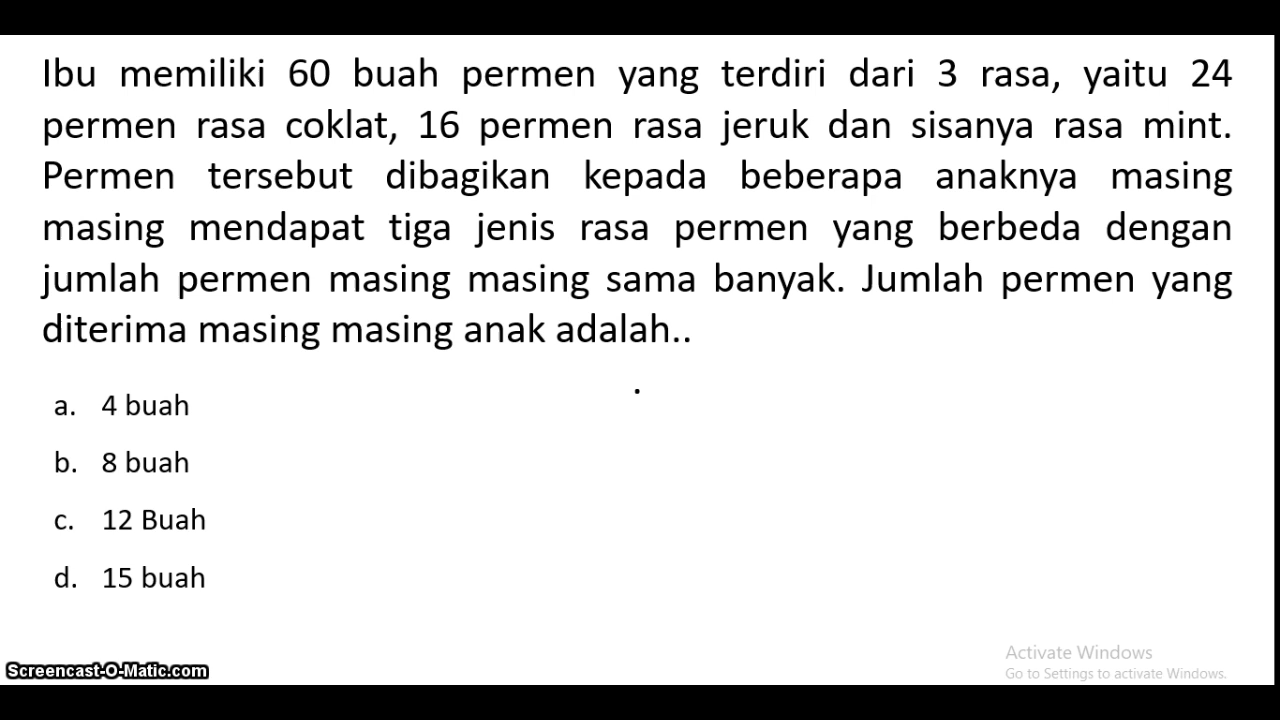 Ibu memiliki 60 buah permen yang terdiri dari 3 rasa, yaitu 24
permen rasa coklat, 16 permen rasa jeruk dan sisanya rasa mint.
Permen tersebut dibagikan kepada beberapa anaknya masing
masing mendapat tiga jenis rasa permen yang berbeda dengan
jumlah permen masing masing sama banyak. Jumlah permen yang
diterima masing masing anak adalah..
a. 4 buah
b. 8 buah
c. 12 Buah
d. 15 buah
Activate Windows
Go to Settings to activate Windows.
Screencast-O-Matic.com